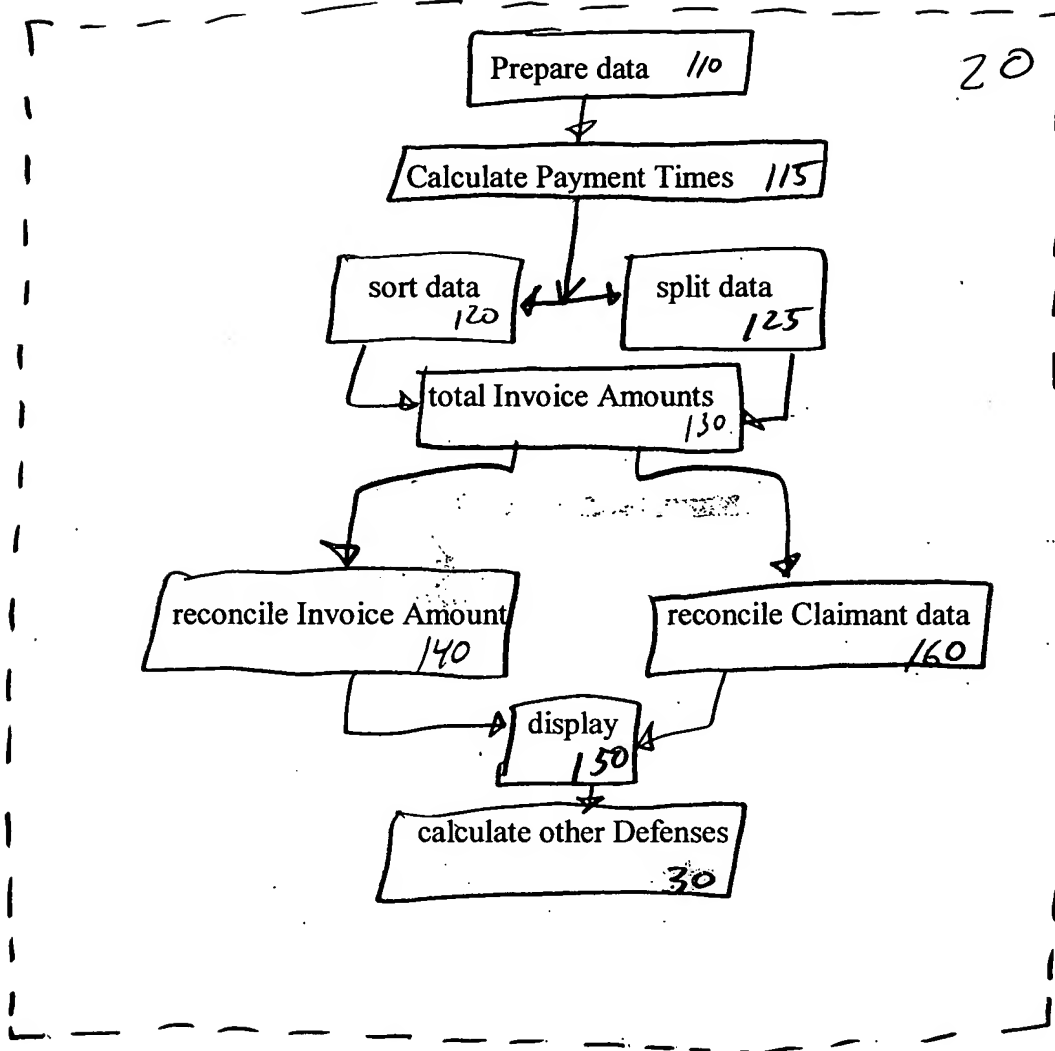 20
Prepare data 110
Calculate Payment Times 115
sort data
120
split data
125
total Invoice Amounts
130
reconcile Invoice Amount
140
reconcile Claimant data
160
display
150
calculate other Defenses
30